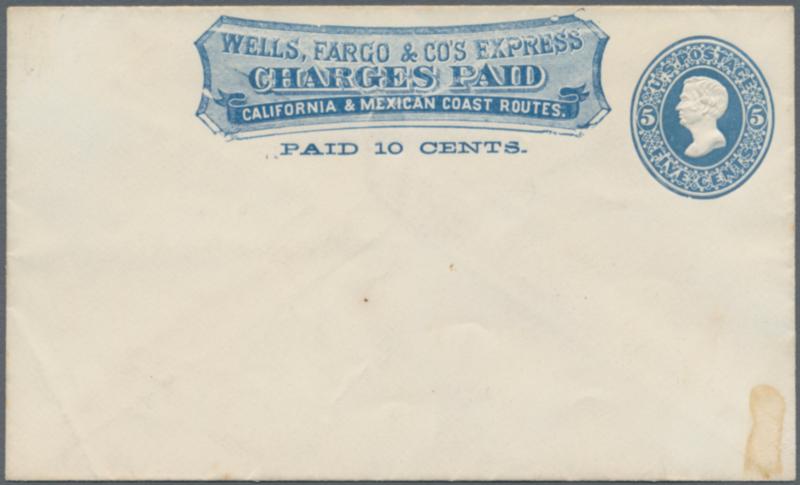 WELLS, FARGO & CO'S EXPRESS
CHARGES PAID
CALIFORNIA & MEXICAN COAST ROUTES.
PAID 10 CENTS.
U.S. POSTAGE
5 5
FIVE CENTS